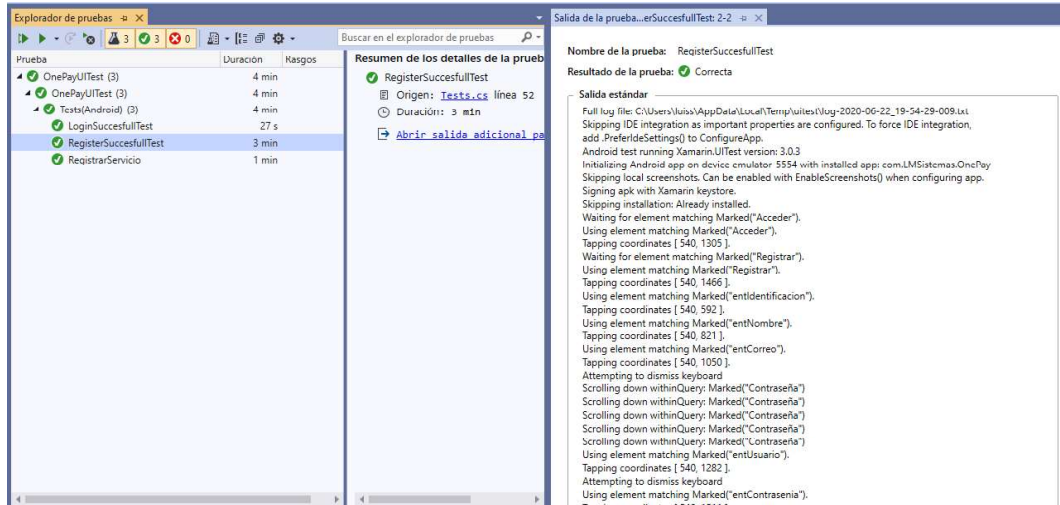 Explorador de pruebas
3 3 0
Buscar en el explorador de pruebas
Prueba Duración Rasgos
OnePayUITest (3) 4 min
OnePayUITest (3) 4 min
Tests(Android) (3) 4 min
LoginSuccesfulTest 27 s
RegisterSuccesfullTest 3 min
RegistrarServicio 1 min
Resumen de los detalles de la prueb
RegisterSuccesfullTest
Origen: Tests.cs línea 52
Duración: 3 min
Abrir salida adicional pa
Salida de la prueba...erSuccesfullTest: 2-2
Nombre de la prueba: RegisterSuccesfullTest
Resultado de la prueba: Correcta
Salida estándar
Full log file: C:\Users\luiss\AppData\Local\Temp\uitest\log-2020-06-22_19-54-29-009.txt
Skipping IDE integration as important properties are configured. To force IDE integration,
add .PreferIdeSettings() to ConfigureApp.
Android test running Xamarin.UITest version: 3.0.3
Initializing Android app on device emulator-5554 with installed app: com.LMSistemas.OnePay
Skipping local screenshots. Can be enabled with EnableScreenshots() when configuring app.
Signing apk with Xamarin keystore.
Skipping installation: Already installed.
Waiting for element matching Marked("Acceder").
Using element matching Marked("Acceder").
Tapping coordinates [ 540, 1305 ].
Waiting for element matching Marked("Registrar").
Using element matching Marked("Registrar").
Tapping coordinates [ 540, 1466 ].
Using element matching Marked("entIdentificacion").
Tapping coordinates [ 540, 592 ].
Using element matching Marked("entNombre").
Tapping coordinates [ 540, 821 ].
Using element matching Marked("entCorreo").
Tapping coordinates [ 540, 1050 ].
Attempting to dismiss keyboard
Scrolling down withinQuery: Marked("Contraseña")
Scrolling down withinQuery: Marked("Contraseña")
Scrolling down withinQuery: Marked("Contraseña")
Scrolling down withinQuery: Marked("Contraseña")
Scrolling down withinQuery: Marked("Contraseña")
Using element matching Marked("entUsuario").
Tapping coordinates [ 540, 1282 ].
Attempting to dismiss keyboard
Using element matching Marked("entContrasenia").